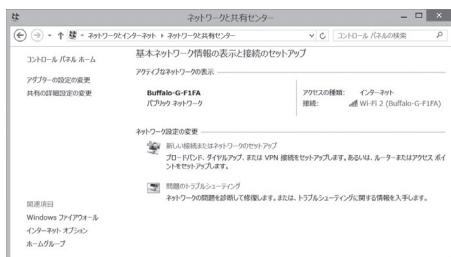 ネットワークと共有センター
ネットワークとインターネット ▸ ネットワークと共有センター
コントロール パネルの検索
コントロール パネル ホーム
アダプターの設定の変更
共有の詳細設定の変更
基本ネットワーク情報の表示と接続のセットアップ
アクティブなネットワークの表示
Buffalo-G-F1FA
パブリック ネットワーク
アクセスの種類: インターネット
接続: Wi-Fi 2 (Buffalo-G-F1FA)
ネットワーク設定の変更
新しい接続またはネットワークのセットアップ
ブロードバンド、ダイヤルアップ、または VPN 接続をセットアップします。あるいは、ルーターまたはアクセス ポイ
ントをセットアップします。
問題のトラブルシューティング
ネットワークの問題を診断して修復します。または、トラブルシューティングに関する情報を入手します。
関連項目
Windows ファイアウォール
インターネット オプション
ホームグループ